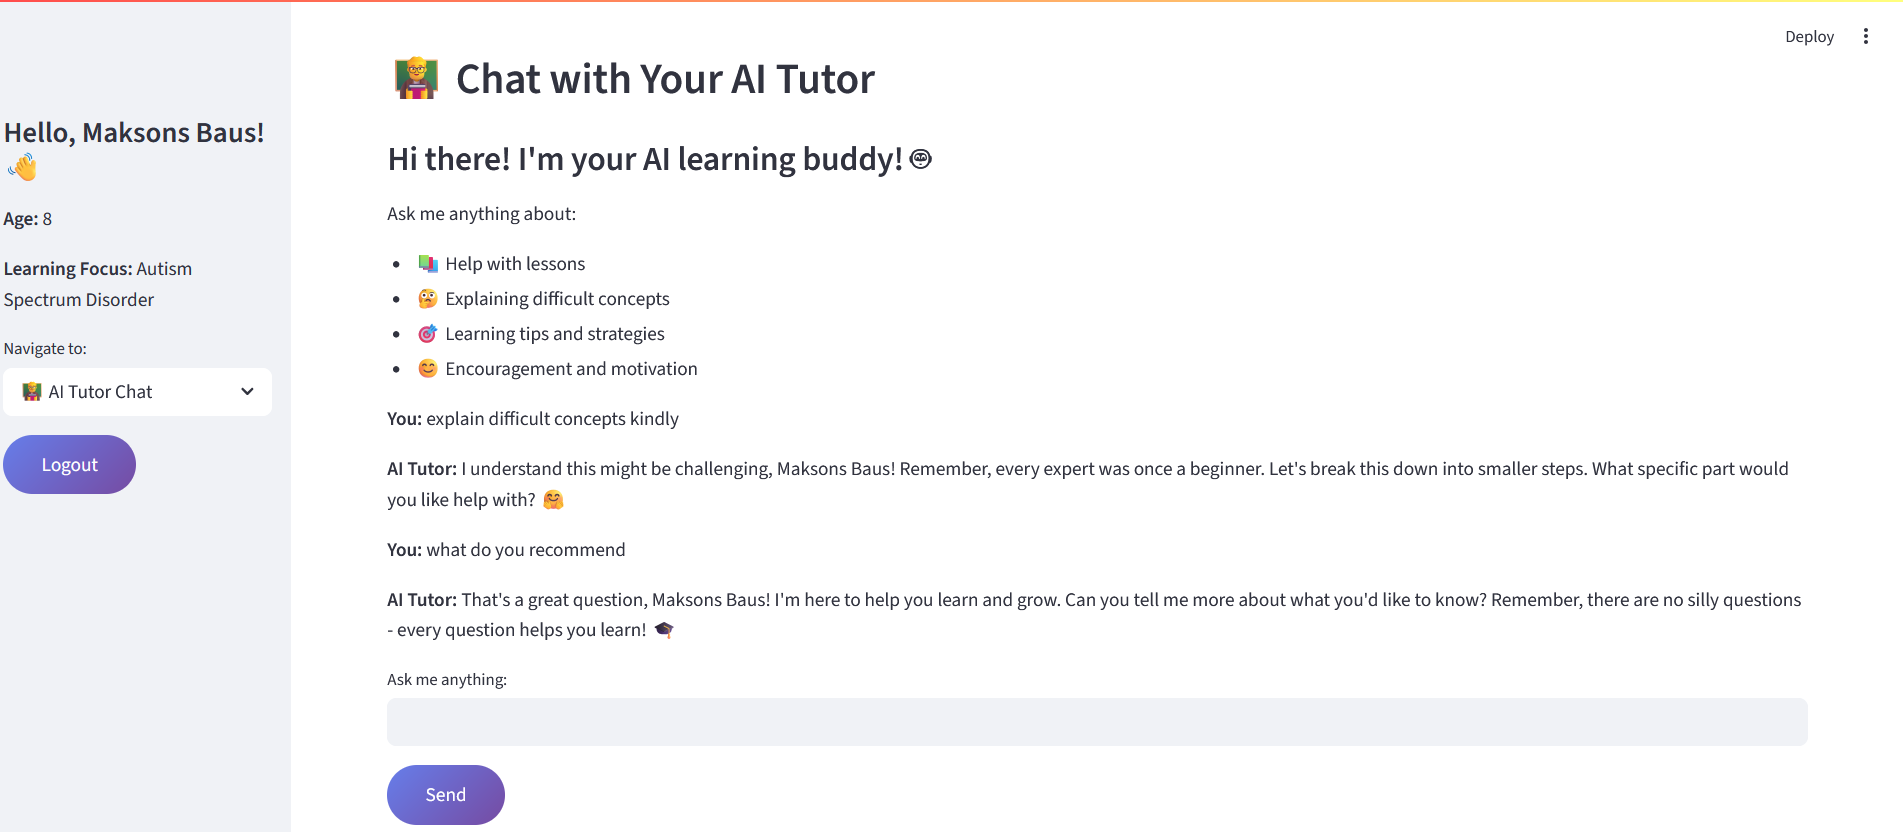 Deploy
Hello, Maksons Baus!
👋
Age: 8
Learning Focus: Autism
Spectrum Disorder
Navigate to:
👩‍🏫 AI Tutor Chat
Logout
👩‍🏫 Chat with Your AI Tutor
Hi there! I'm your AI learning buddy!
Ask me anything about:
• 📚 Help with lessons
• 🤔 Explaining difficult concepts
• 🎯 Learning tips and strategies
• 😊 Encouragement and motivation
You: explain difficult concepts kindly
AI Tutor: I understand this might be challenging, Maksons Baus! Remember, every expert was once a beginner. Let's break this down into smaller steps. What specific part would
you like help with? 🤗
You: what do you recommend
AI Tutor: That's a great question, Maksons Baus! I'm here to help you learn and grow. Can you tell me more about what you'd like to know? Remember, there are no silly questions
- every question helps you learn! 🎓
Ask me anything:
Send